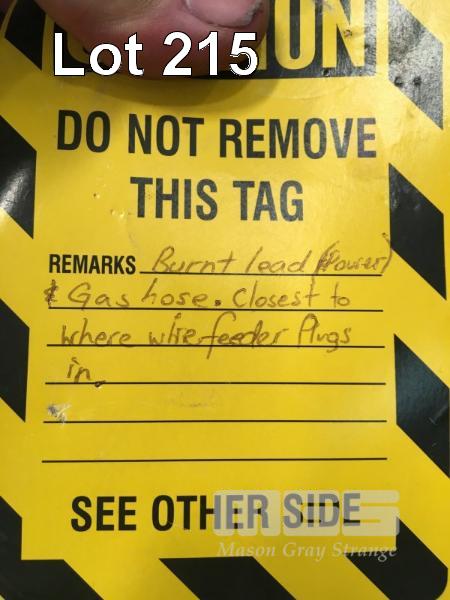 Lot 215
DO NOT REMOVE
THIS TAG
REMARKS Burnt lead (Power)
& Gas hose. Closest to
where wire feeder Plugs
in.
SEE OTHER SIDE
MGS
Mason Gray Strange